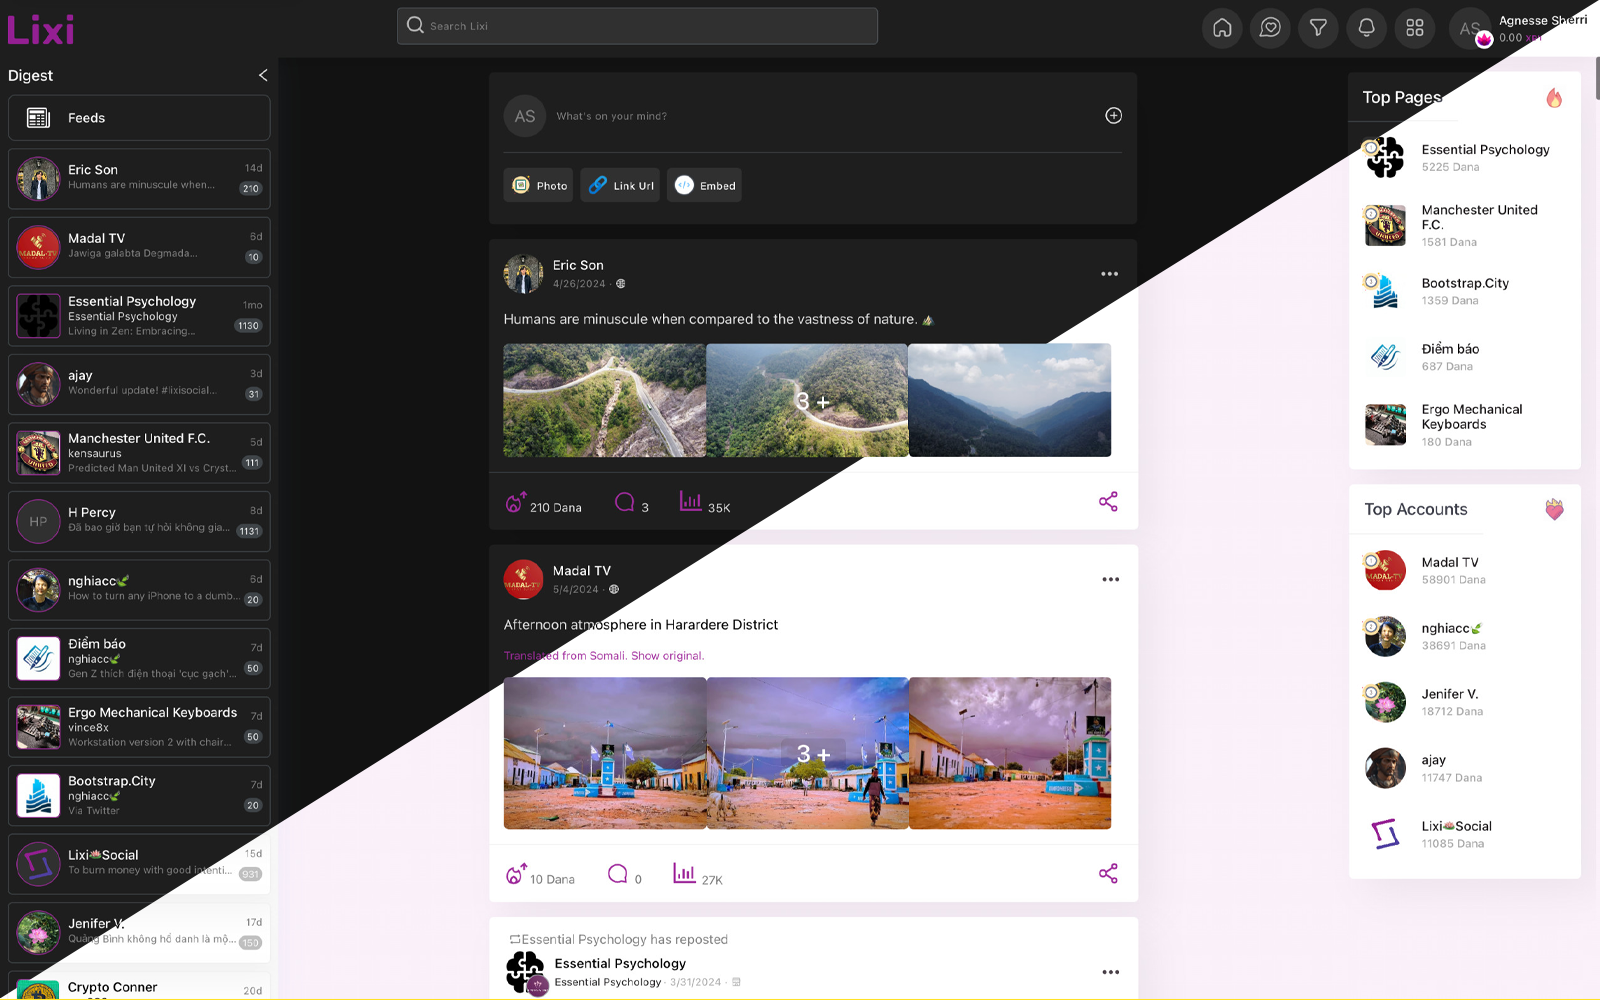 Lixi
Search Lixi
AS
Agnesse Sherri
0.00 XPI
Digest
Feeds
Eric Son
14d
Humans are minuscule when...
210
Madal TV
6d
Jawiga galabta Degmada...
10
Essential Psychology
1mo
Essential Psychology
Living in Zen: Embracing...
1130
ajay
3d
Wonderful update! #lixisocial...
31
Manchester United F.C.
5d
kensaurus
Predicted Man United XI vs Cryst...
111
HP
H Percy
8d
Đã bao giờ bạn tự hỏi không gia...
1131
nghiacc🌿
6d
How to turn any iPhone to a dumb...
20
Điểm báo
7d
nghiacc🌿
Gen Z thích điện thoại 'cục gạch'...
50
Ergo Mechanical Keyboards
7d
vince8x
Workstation version 2 with chair...
50
Bootstrap.City
7d
nghiacc🌿
Via Twitter
20
Lixi🪷Social
15d
To burn money with good intenti...
931
Jenifer V.
17d
Quảng Bình không hổ danh là mộ...
150
Crypto Conner
20d
AS
What's on your mind?
Photo
Link Url
Embed
Eric Son
4/26/2024 ·
Humans are minuscule when compared to the vastness of nature. ⛰️
3 +
210 Dana
3
35K
MADAL-TV
Madal TV
5/4/2024 ·
Afternoon atmosphere in Harardere District
Translated from Somali. Show original.
3 +
10 Dana
0
27K
Essential Psychology has reposted
Essential Psychology
Essential Psychology · 3/31/2024 ·
Top Pages
Essential Psychology
5225 Dana
Manchester United
F.C.
1581 Dana
Bootstrap.City
1359 Dana
Điểm báo
687 Dana
Ergo Mechanical
Keyboards
180 Dana
Top Accounts
Madal TV
58901 Dana
nghiacc🌿
38691 Dana
Jenifer V.
18712 Dana
ajay
11747 Dana
Lixi🪷Social
11085 Dana